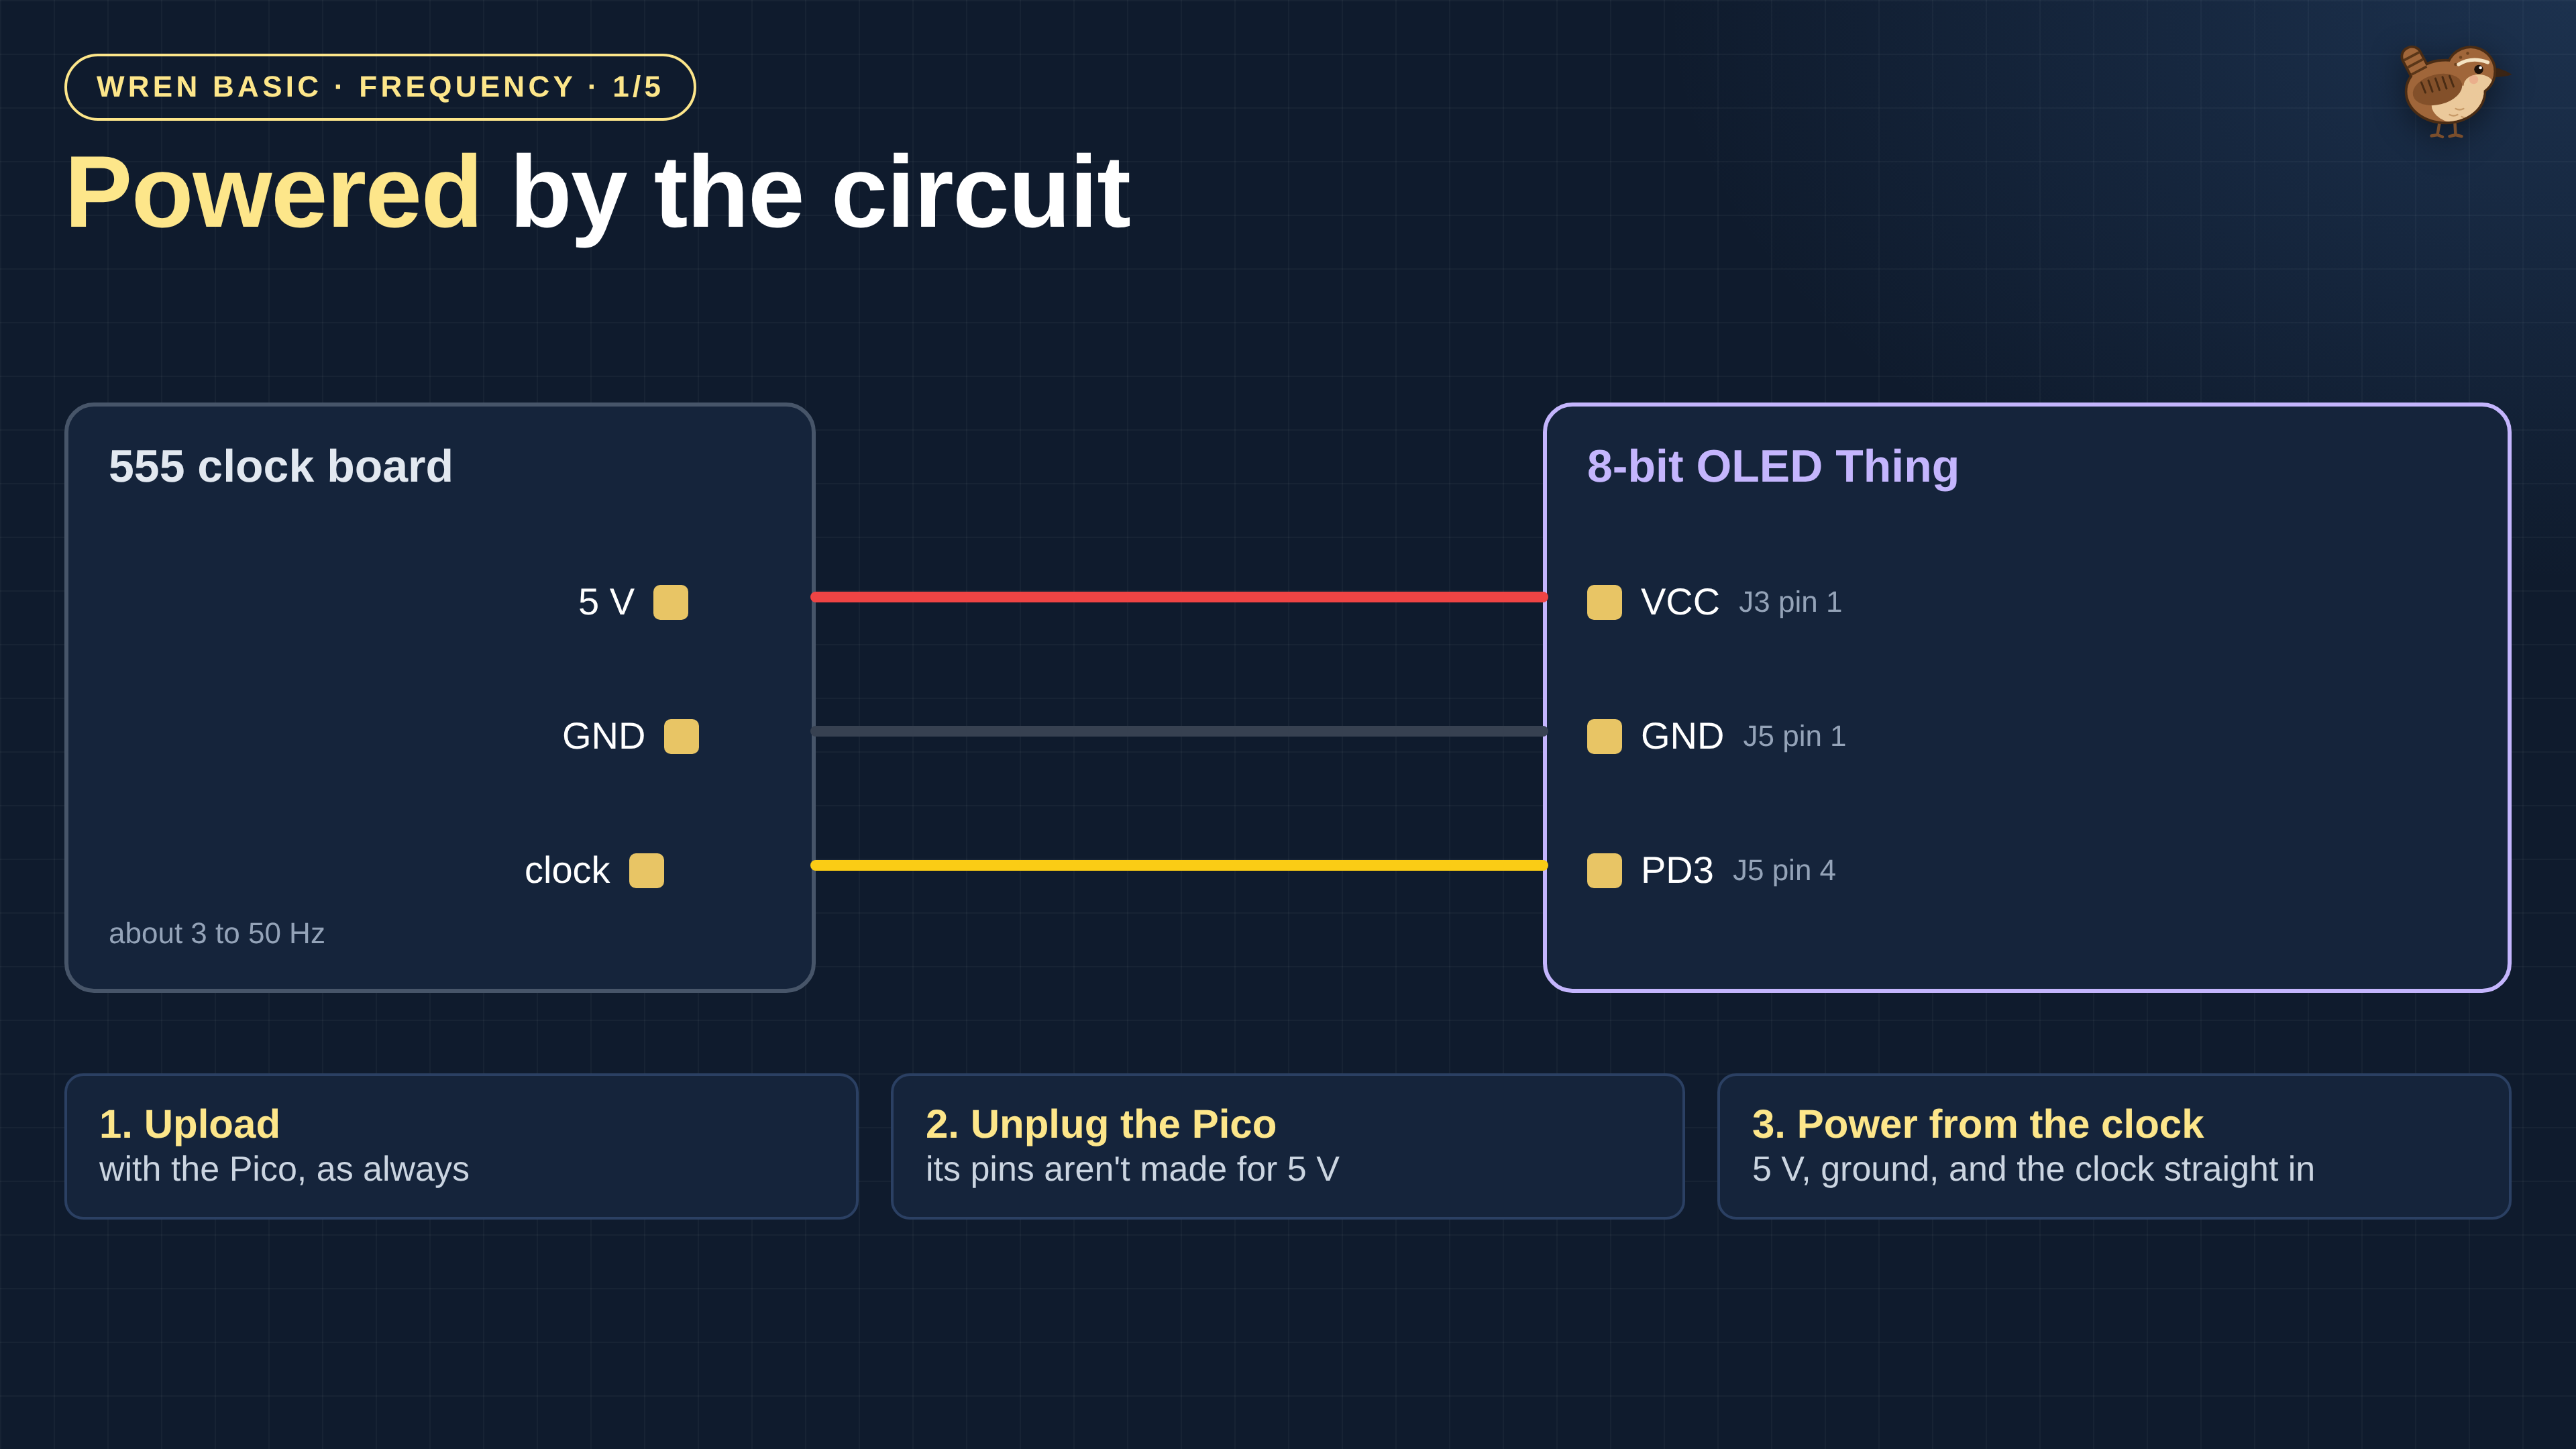 WREN BASIC · FREQUENCY · 1/5
Powered by the circuit
555 clock board
5 V
GND
clock
about 3 to 50 Hz
8-bit OLED Thing
VCC J3 pin 1
GND J5 pin 1
PD3 J5 pin 4
1. Upload
with the Pico, as always
2. Unplug the Pico
its pins aren't made for 5 V
3. Power from the clock
5 V, ground, and the clock straight in